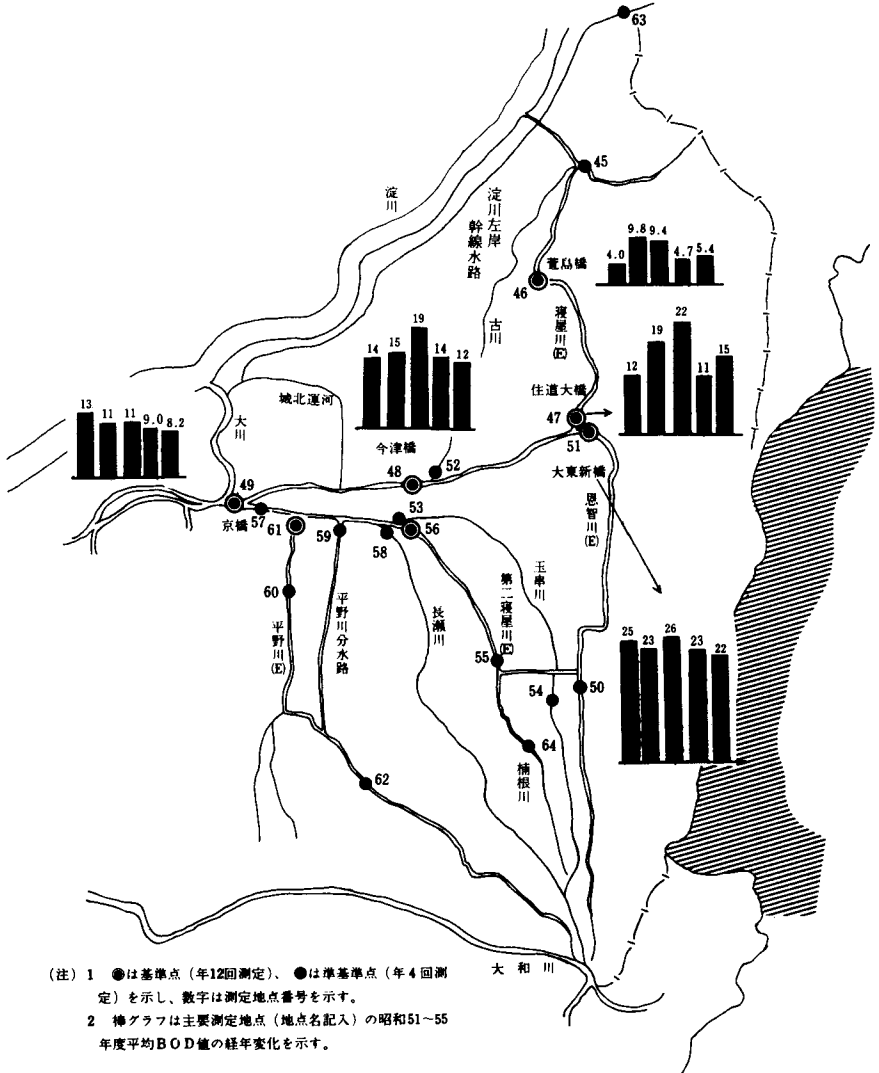 63
45
淀川
淀川左岸
幹線水路
萱島橋
46
4.0 9.8 9.4 4.7 5.4
古川
寝屋川(E)
14 15 19 14 12
12 19 22 11 15
住道大橋
47
51
大東新橋
城北運河
今津橋
13 11 11 9.0 8.2
大川
48
52
49
京橋
57
61
59
53
56
58
恩智川(E)
60
平野川(E)
平野川分水路
長瀬川
第二寝屋川(E)
玉串川
55
54
50
25 23 26 23 22
64
楠根川
62
大和川
(注) 1 ◉は基準点(年12回測定)、●は準基準点(年4回測
定)を示し、数字は測定地点番号を示す。
2 棒グラフは主要測定地点(地点名記入)の昭和51~55
年度平均BOD値の経年変化を示す。